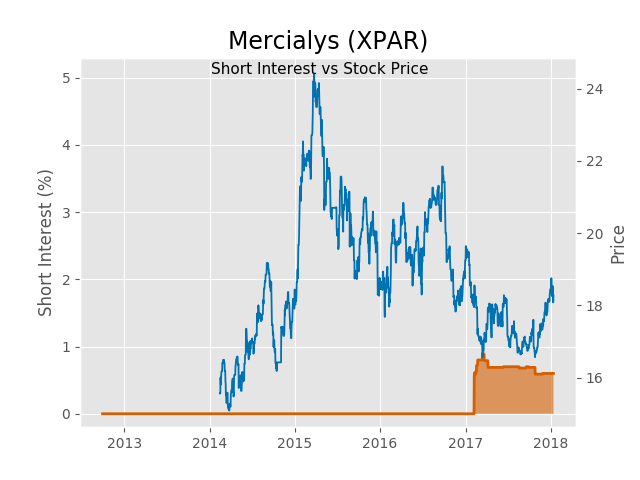 Mercialys (XPAR)
Short Interest vs Stock Price
Short Interest (%)
5
4
3
2
1
0
24
22
20
18
16
Price
2013 2014 2015 2016 2017 2018